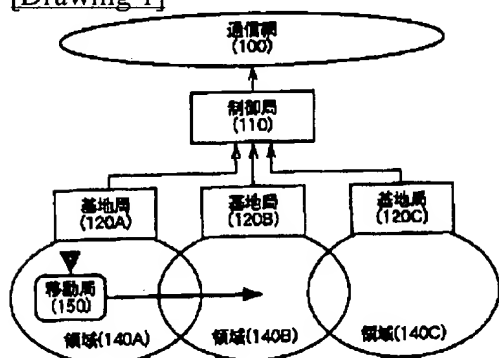 [Drawing 1]
通信網
(100)
制御局
(110)
基地局
(120A)
基地局
(120B)
基地局
(120C)
移動局
(150)
領域(140A)
領域(140B)
領域(140C)